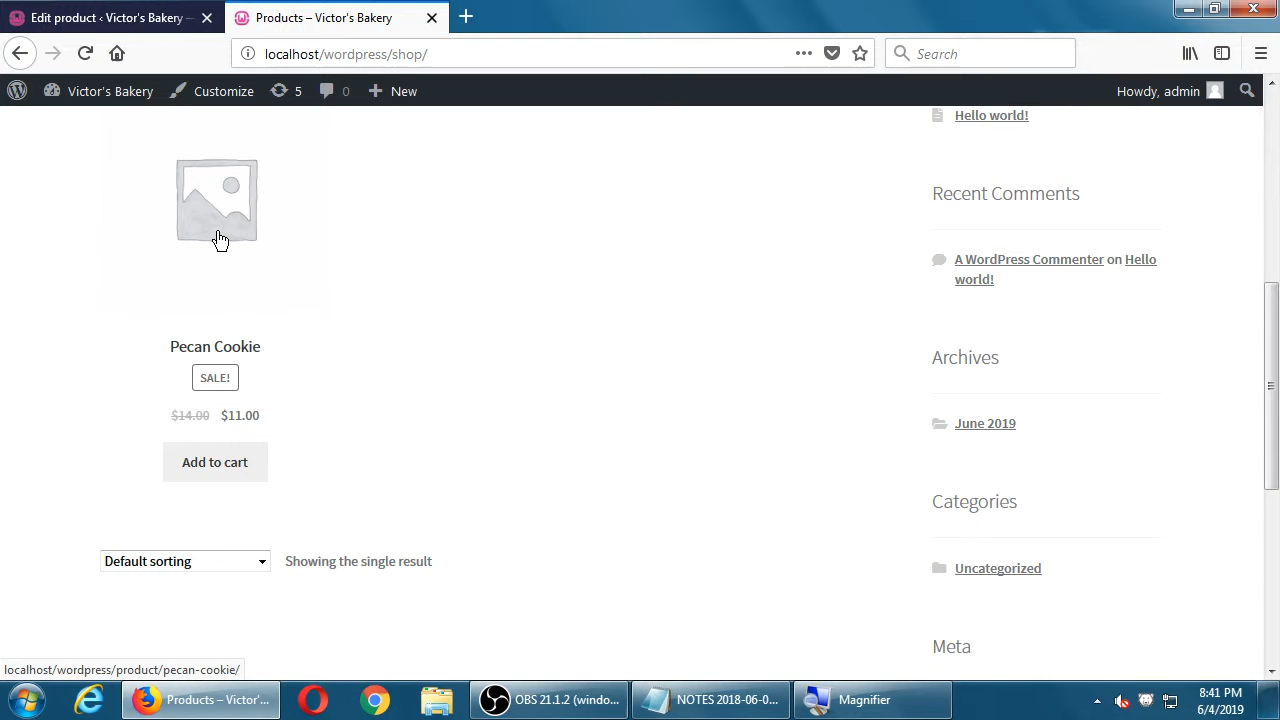 Edit product ‹ Victor's Bakery —
Products – Victor's Bakery
localhost/wordpress/shop/
Search
Victor's Bakery
Customize
5
0
New
Howdy, admin
Hello world!
Recent Comments
A WordPress Commenter on Hello
world!
Pecan Cookie
SALE!
$14.00 $11.00
Add to cart
Archives
June 2019
Categories
Default sorting
Showing the single result
Uncategorized
Meta
localhost/wordpress/product/pecan-cookie/
Products – Victor'...
OBS 21.1.2 (windo...
NOTES 2018-06-0...
Magnifier
8:41 PM
6/4/2019